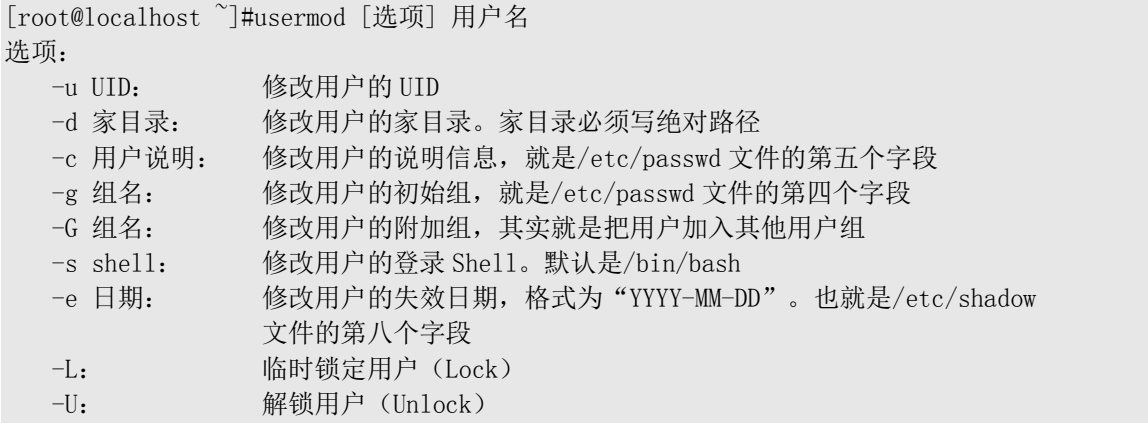 [root@localhost ~]#usermod [选项] 用户名
选项：
-u UID： 修改用户的 UID
-d 家目录： 修改用户的家目录。家目录必须写绝对路径
-c 用户说明： 修改用户的说明信息，就是/etc/passwd 文件的第五个字段
-g 组名： 修改用户的初始组，就是/etc/passwd 文件的第四个字段
-G 组名： 修改用户的附加组，其实就是把用户加入其他用户组
-s shell： 修改用户的登录 Shell。默认是/bin/bash
-e 日期： 修改用户的失效日期，格式为“YYYY-MM-DD”。也就是/etc/shadow
文件的第八个字段
-L： 临时锁定用户（Lock）
-U： 解锁用户（Unlock）